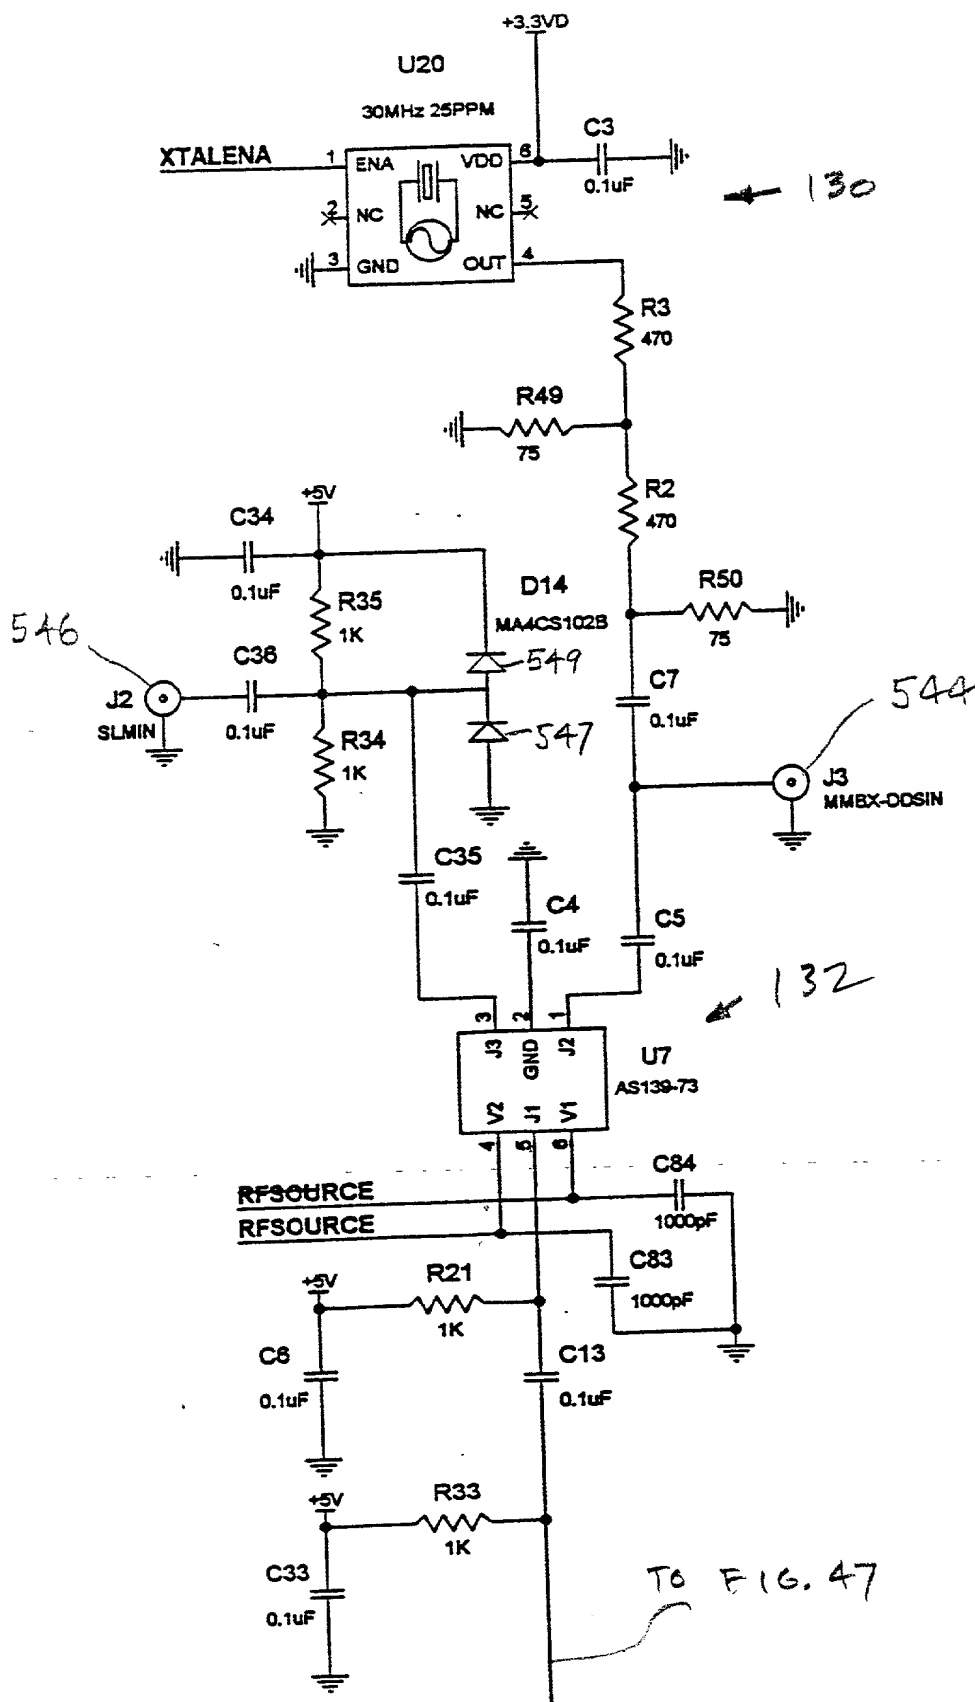 +3.3VD
U20
30MHz 25PPM
C3
0.1uF
XTALENA
1 ENA VDD 6
2 NC NC 5
3 GND OUT 4
130
R3
470
R49
75
R2
470
+5V
C34
0.1uF
R35
1K
D14
MA4CS102B
R50
75
546
C36
0.1uF
549
C7
0.1uF
544
J2
SLMIN
R34
1K
547
J3
MMBX-DDSIN
C35
0.1uF
C4
0.1uF
C5
0.1uF
132
3 2 1
J3 GND J2
U7
AS139-73
V2 J1 V1
4 5 6
C84
1000pF
RFSOURCE
RFSOURCE
C83
1000pF
+5V
R21
1K
C6
0.1uF
C13
0.1uF
+5V
R33
1K
C33
0.1uF
TO FIG. 47